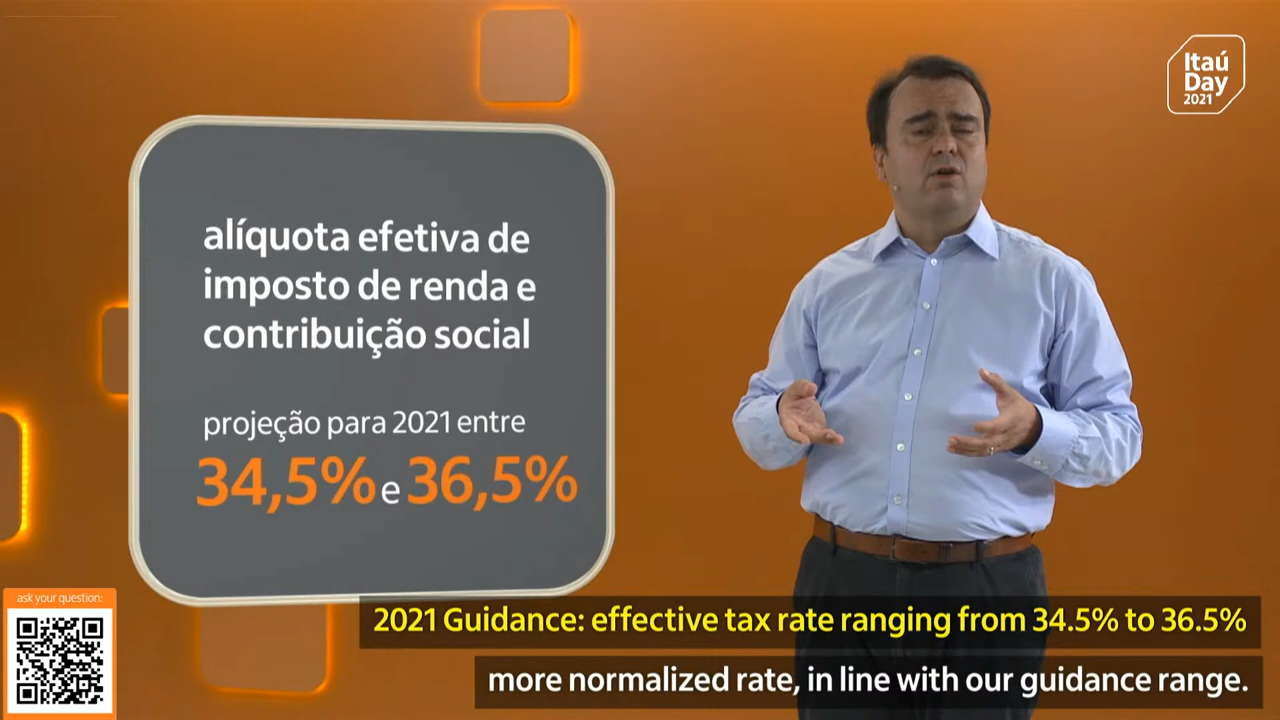 Itaú
Day
2021
alíquota efetiva de
imposto de renda e
contribuição social
projeção para 2021 entre
34,5% e 36,5%
ask your question:
2021 Guidance: effective tax rate ranging from 34.5% to 36.5%
more normalized rate, in line with our guidance range.